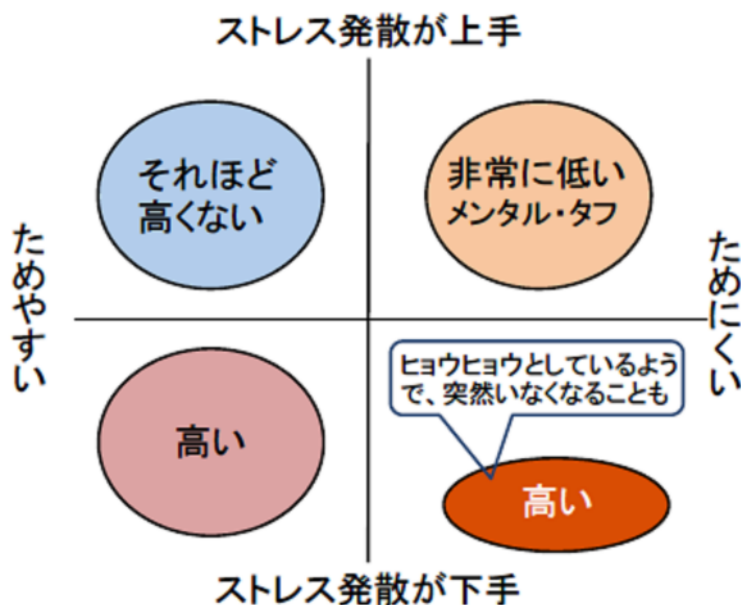 ストレス発散が上手
それほど
高くない
非常に低い
メンタル・タフ
ためやすい
ためにくい
ヒョウヒョウとしているよう
で、突然いなくなることも
高い
高い
ストレス発散が下手